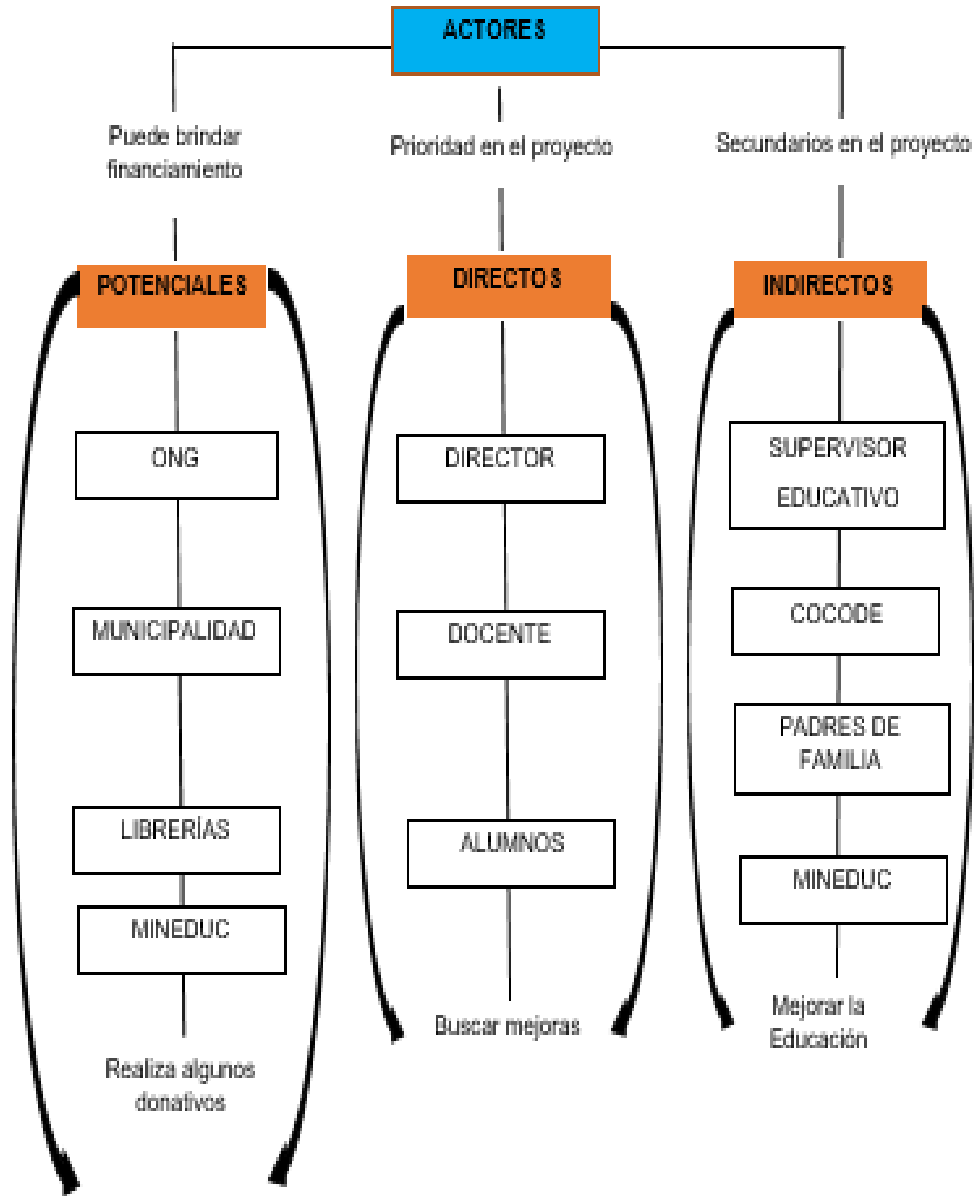 ACTORES
Puede brindar
financiamiento
POTENCIALES
ONG
MUNICIPALIDAD
LIBRERÍAS
MINEDUC
Realiza algunos
donativos
Prioridad en el proyecto
DIRECTOS
DIRECTOR
DOCENTE
ALUMNOS
Buscar mejoras
Secundarios en el proyecto
INDIRECTOS
SUPERVISOR
EDUCATIVO
COCODE
PADRES DE
FAMILIA
MINEDUC
Mejorar la
Educación